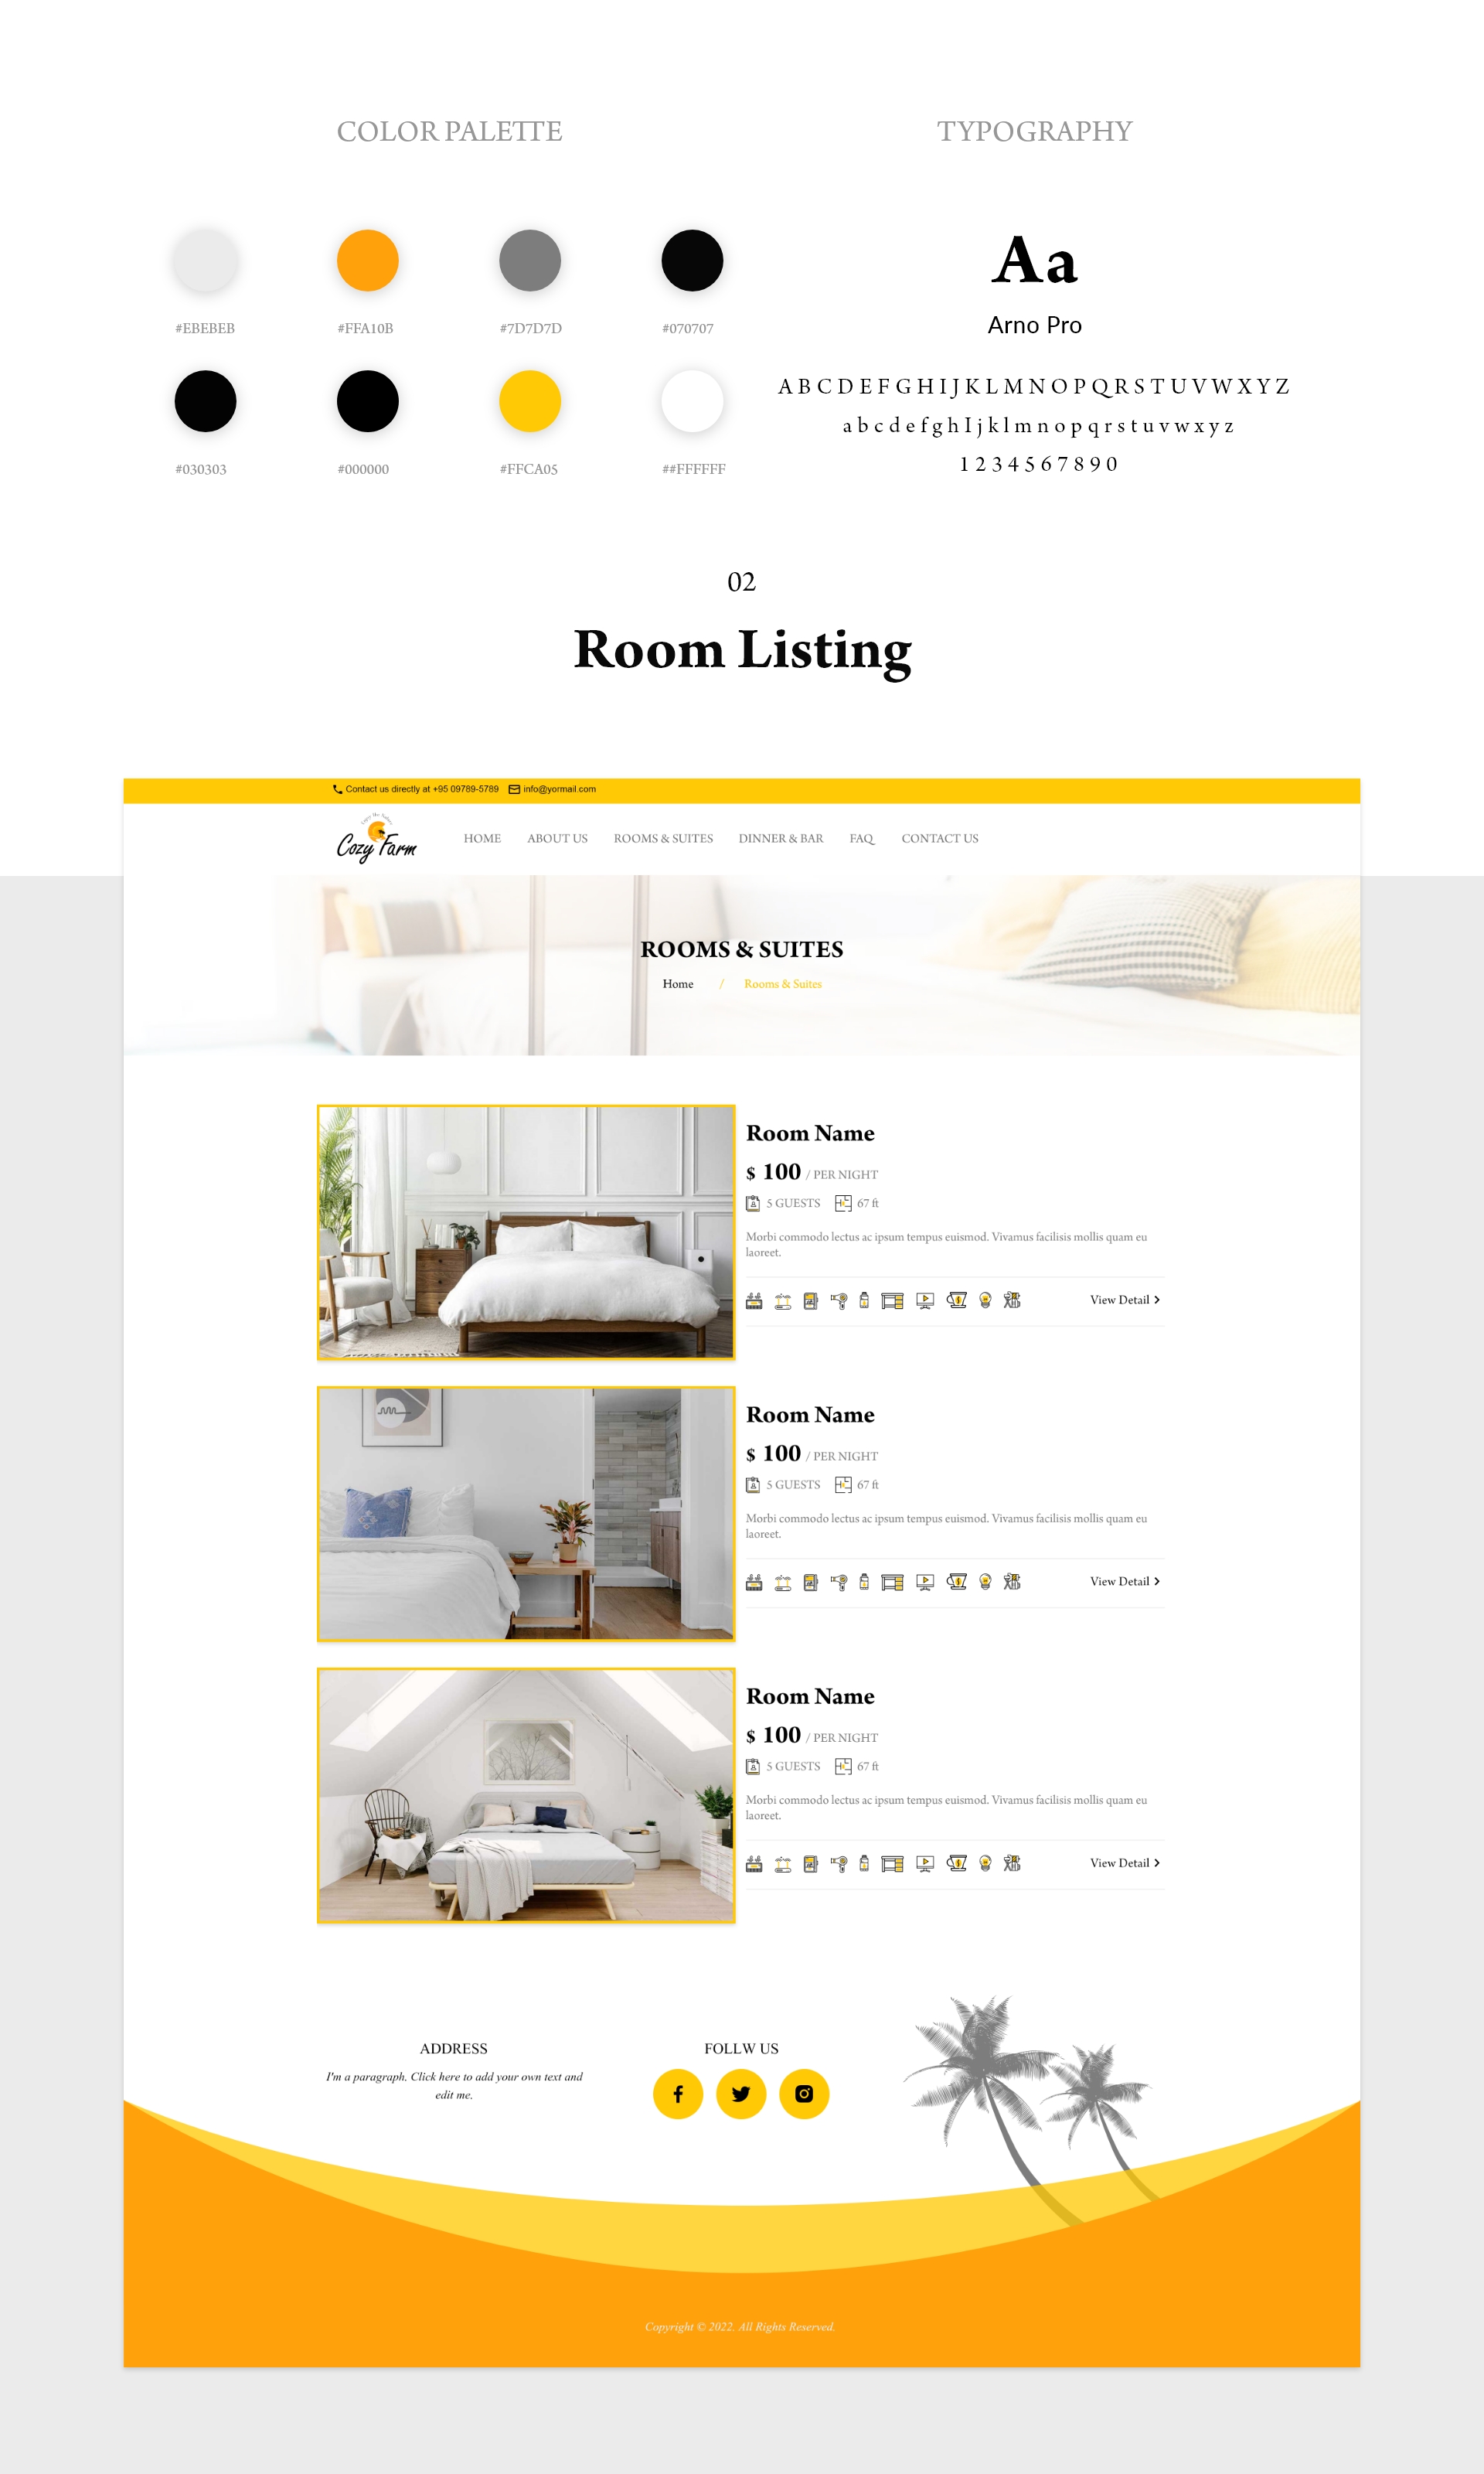 COLOR PALETTE
TYPOGRAPHY
#EBEBEB
#FFA10B
#7D7D7D
#070707
#030303
#000000
#FFCA05
##FFFFFF
Aa
Arno Pro
A B C D E F G H I J K L M N O P Q R S T U V W X Y Z
a b c d e f g h I j k l m n o p q r s t u v w x y z
1 2 3 4 5 6 7 8 9 0
02
Room Listing
Contact us directly at +95 09789-5789 info@yormail.com
Cozy Farm
HOME ABOUT US ROOMS & SUITES DINNER & BAR FAQ CONTACT US
ROOMS & SUITES
Home / Rooms & Suites
Room Name
$ 100 / PER NIGHT
5 GUESTS 67 ft
Morbi commodo lectus ac ipsum tempus euismod. Vivamus facilisis mollis quam eu
laoreet.
View Detail
Room Name
$ 100 / PER NIGHT
5 GUESTS 67 ft
Morbi commodo lectus ac ipsum tempus euismod. Vivamus facilisis mollis quam eu
laoreet.
View Detail
Room Name
$ 100 / PER NIGHT
5 GUESTS 67 ft
Morbi commodo lectus ac ipsum tempus euismod. Vivamus facilisis mollis quam eu
laoreet.
View Detail
ADDRESS
I'm a paragraph. Click here to add your own text and
edit me.
FOLLW US
Copyright © 2022. All Rights Reserved.